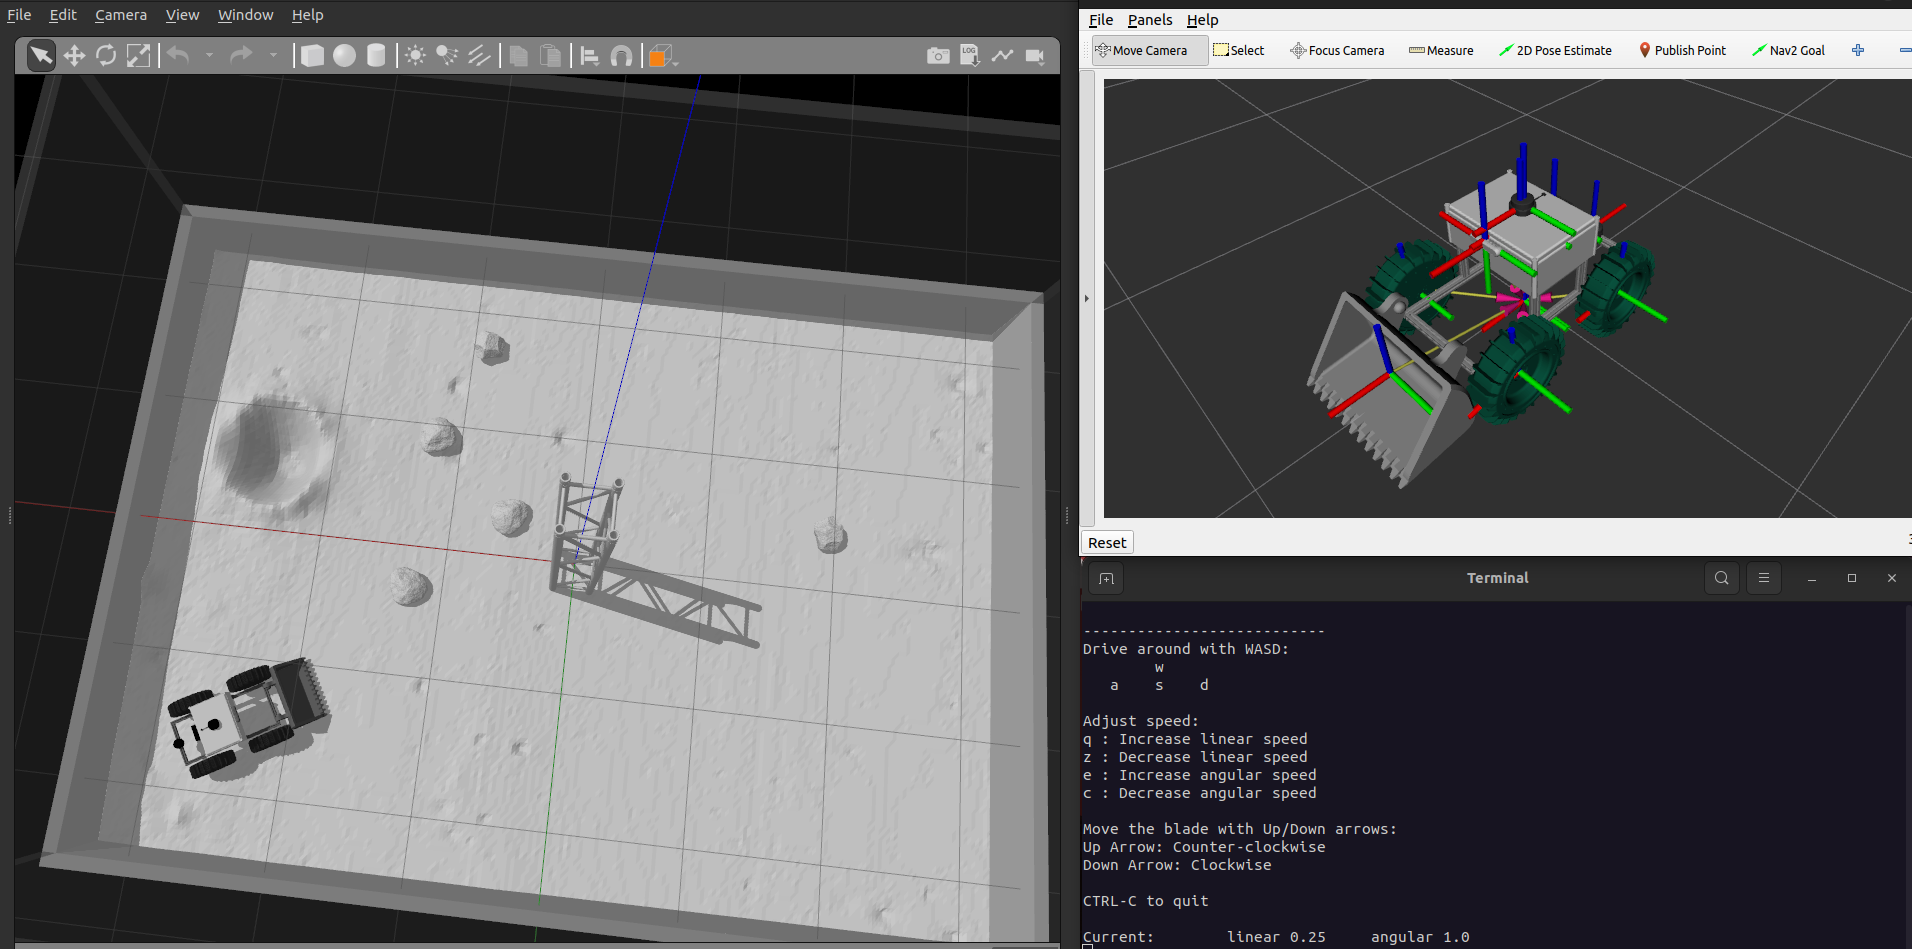 File Edit Camera View Window Help
LOG
File Panels Help
Move Camera Select Focus Camera Measure 2D Pose Estimate Publish Point Nav2 Goal
Reset
Terminal
---------------------------
Drive around with WASD:
w
a s d
Adjust speed:
q : Increase linear speed
z : Decrease linear speed
e : Increase angular speed
c : Decrease angular speed
Move the blade with Up/Down arrows:
Up Arrow: Counter-clockwise
Down Arrow: Clockwise
CTRL-C to quit
Current: linear 0.25 angular 1.0